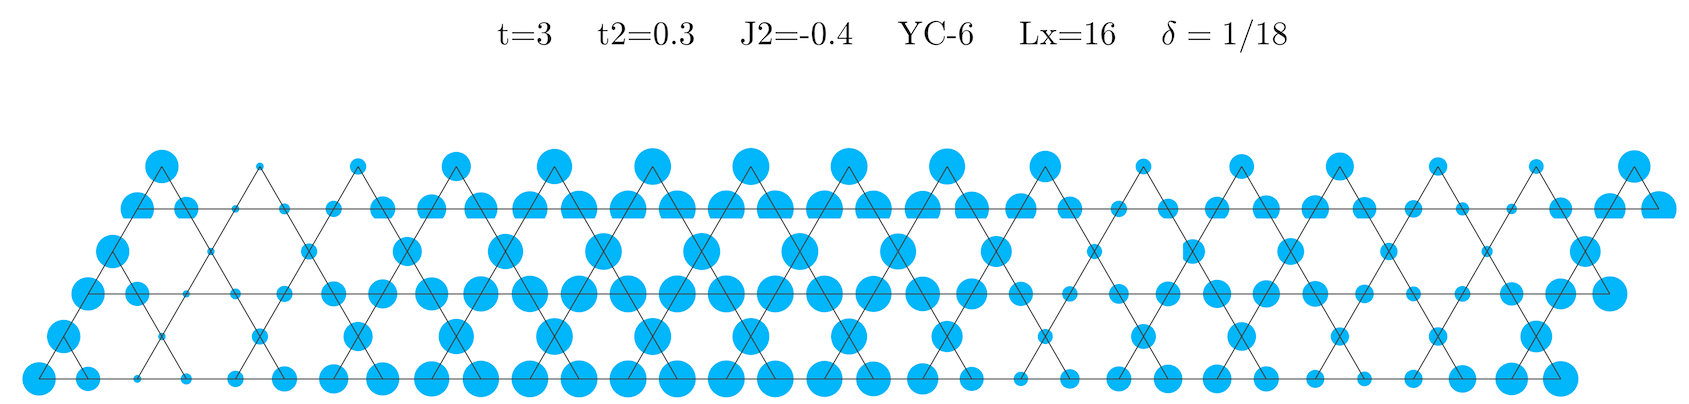 t=3 t2=0.3 J2=-0.4 YC-6 Lx=16 δ = 1/18